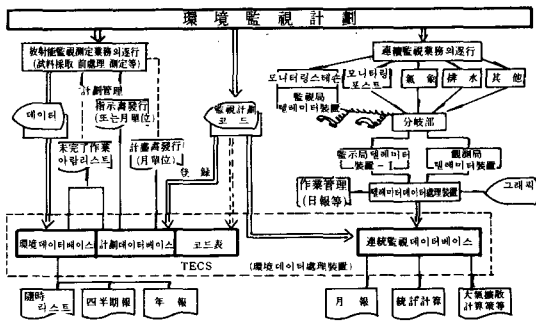 環境監視計劃
放射能監視測定業務의遂行
(試料採取 前處理 測定等)
連續監視業務의遂行
計劃管理
모니터링스테숀
모니터링
포스트
氣象
排水
其他
監視局
텔레미터裝置
데이터
指示書發行
(또는月單位)
未完了作業
아람리스트
計畫書發行
(月單位)
監視計劃
코드
分岐部
登録
監示局텔레미터
裝置-I
觀測局
텔레미터裝置
作業管理
(日報等)
텔레미터데이터處理裝置
그래픽
環境데이터베이스
計劃데이터베이스
코드표
連統監視데이터베이스
TECS
(環境데이터處理裝置)
隨時
리스트
四半期報
年報
月報
統計計算
大氣擴散
計算策等